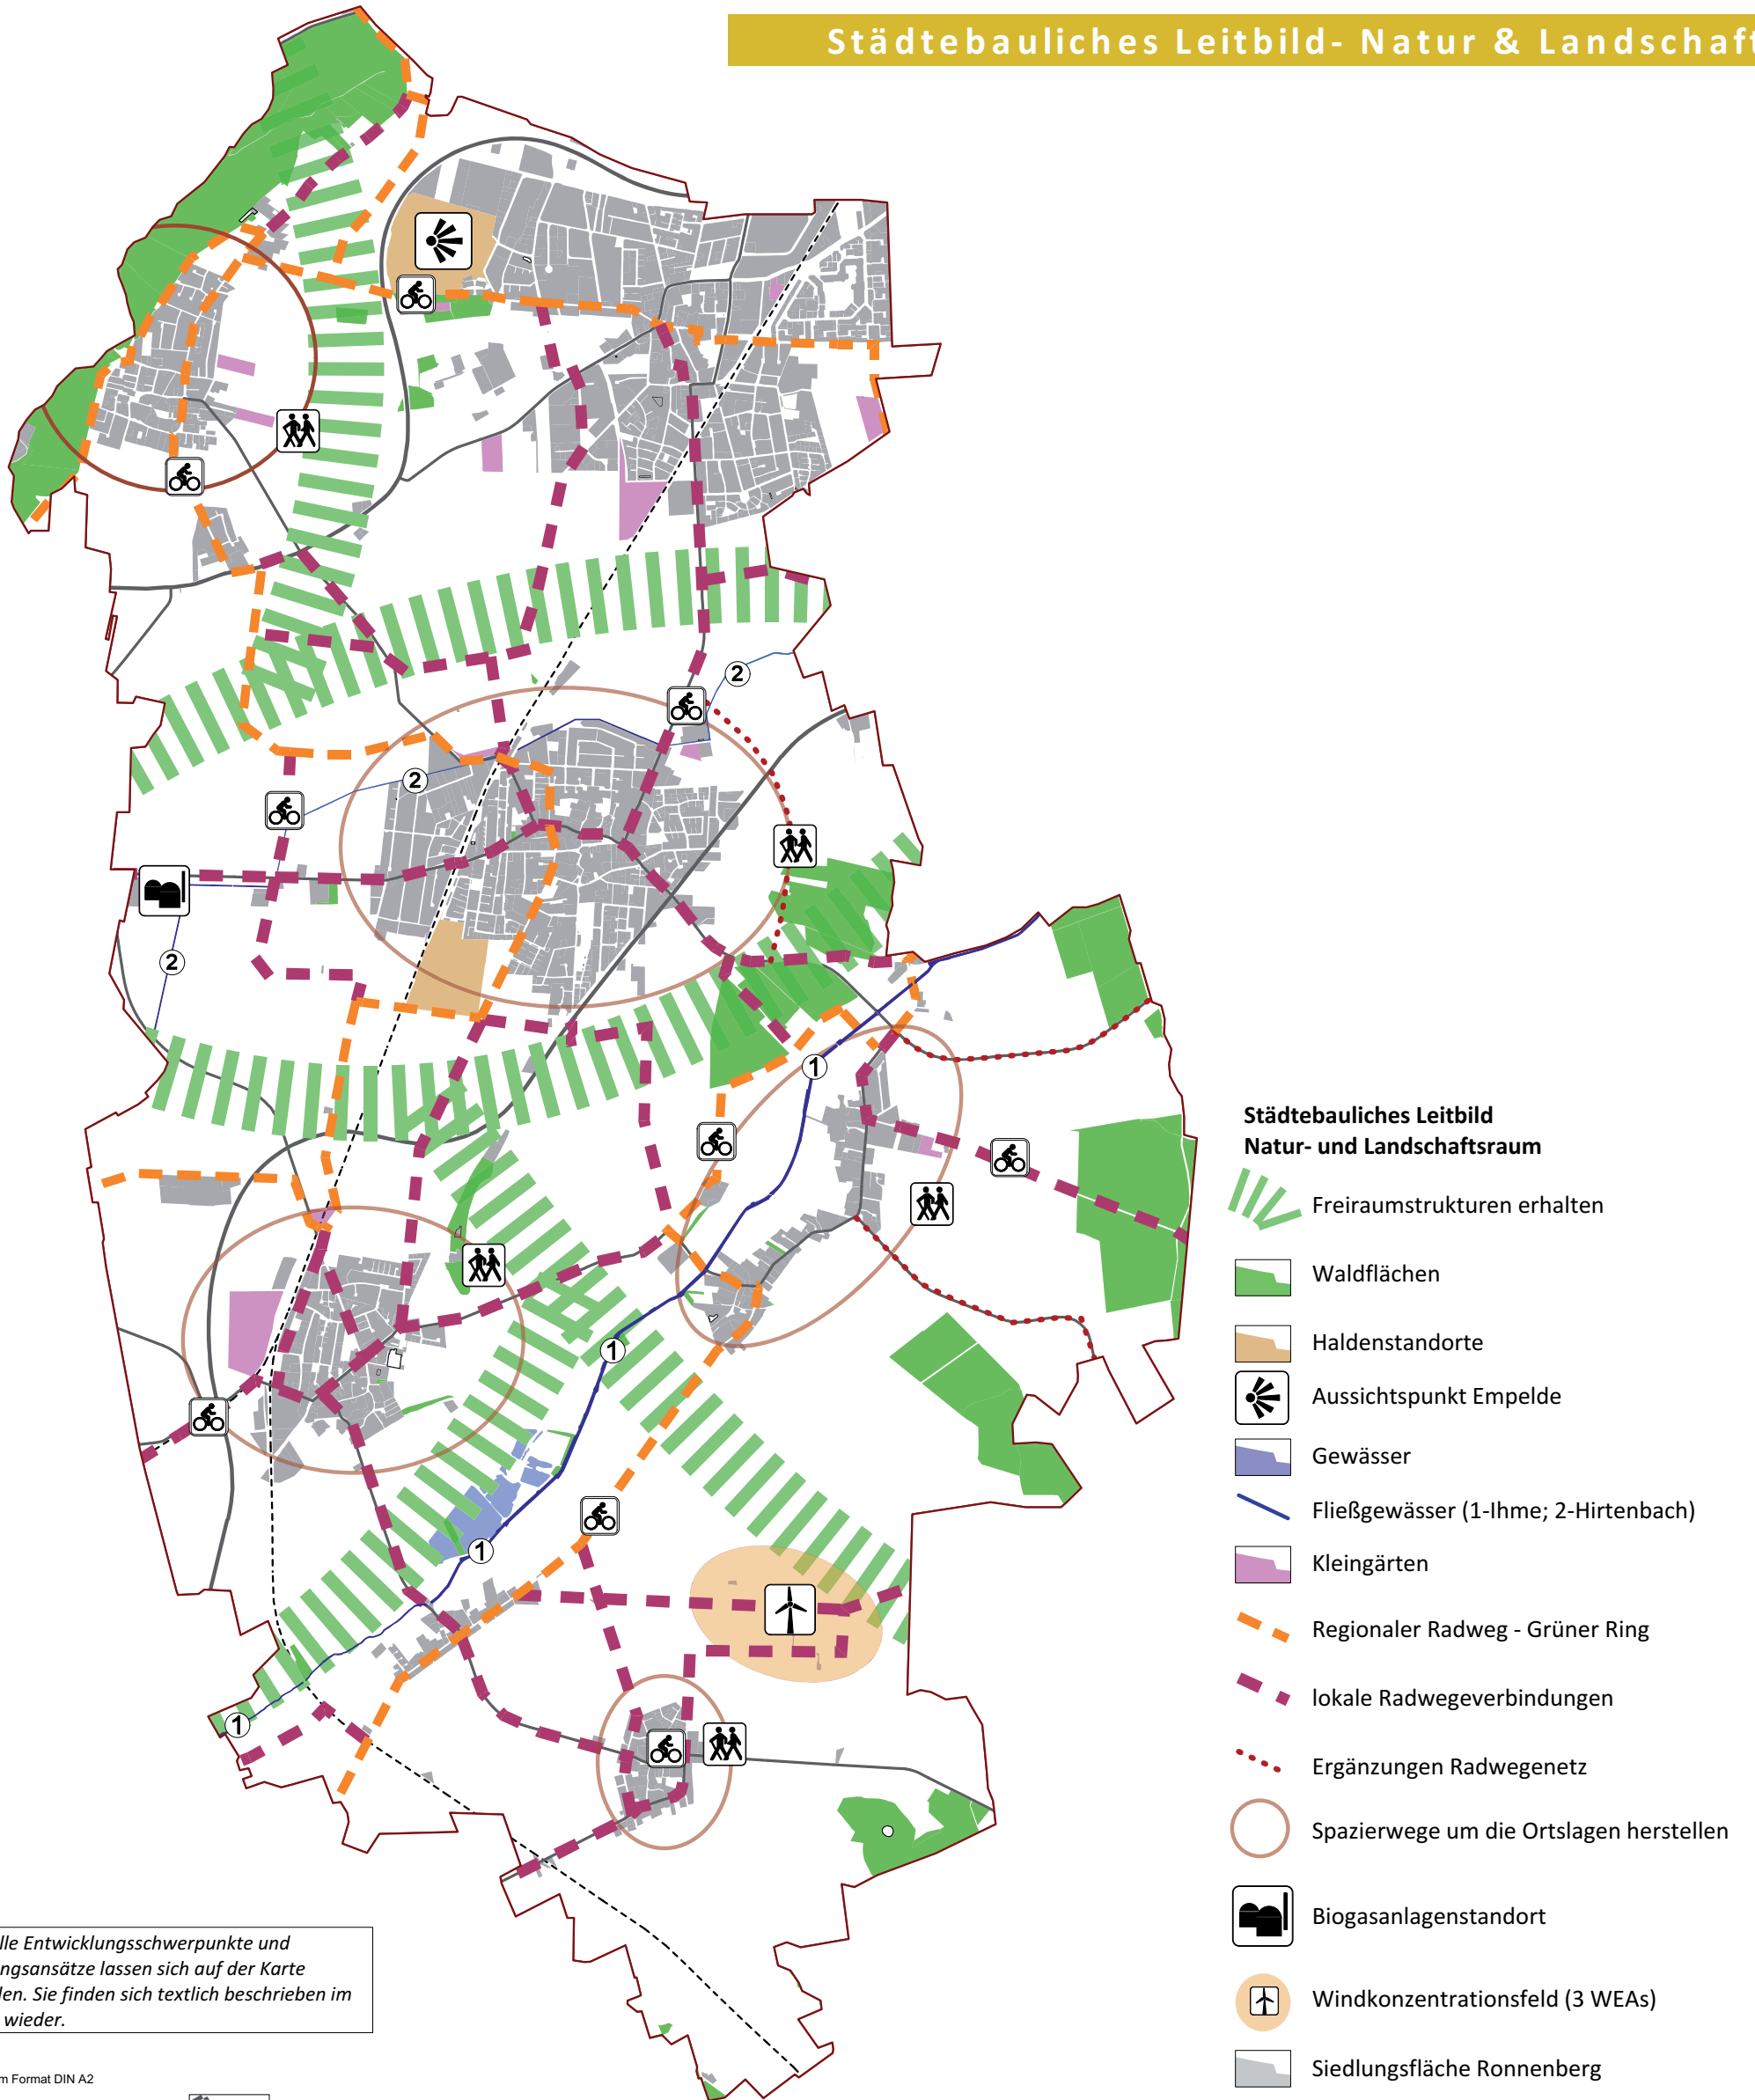 Städtebauliches Leitbild- Natur & Landschaft
2
2
2
1
1
1
1
Städtebauliches Leitbild
Natur- und Landschaftsraum
Freiraumstrukturen erhalten
Waldflächen
Haldenstandorte
Aussichtspunkt Empelde
Gewässer
Fließgewässer (1-Ihme; 2-Hirtenbach)
Kleingärten
Regionaler Radweg - Grüner Ring
lokale Radwegeverbindungen
Ergänzungen Radwegenetz
Spazierwege um die Ortslagen herstellen
Biogasanlagenstandort
Windkonzentrationsfeld (3 WEAs)
Siedlungsfläche Ronnenberg
lle Entwicklungsschwerpunkte und
ngsansätze lassen sich auf der Karte
len. Sie finden sich textlich beschrieben im
wieder.
m Format DIN A2